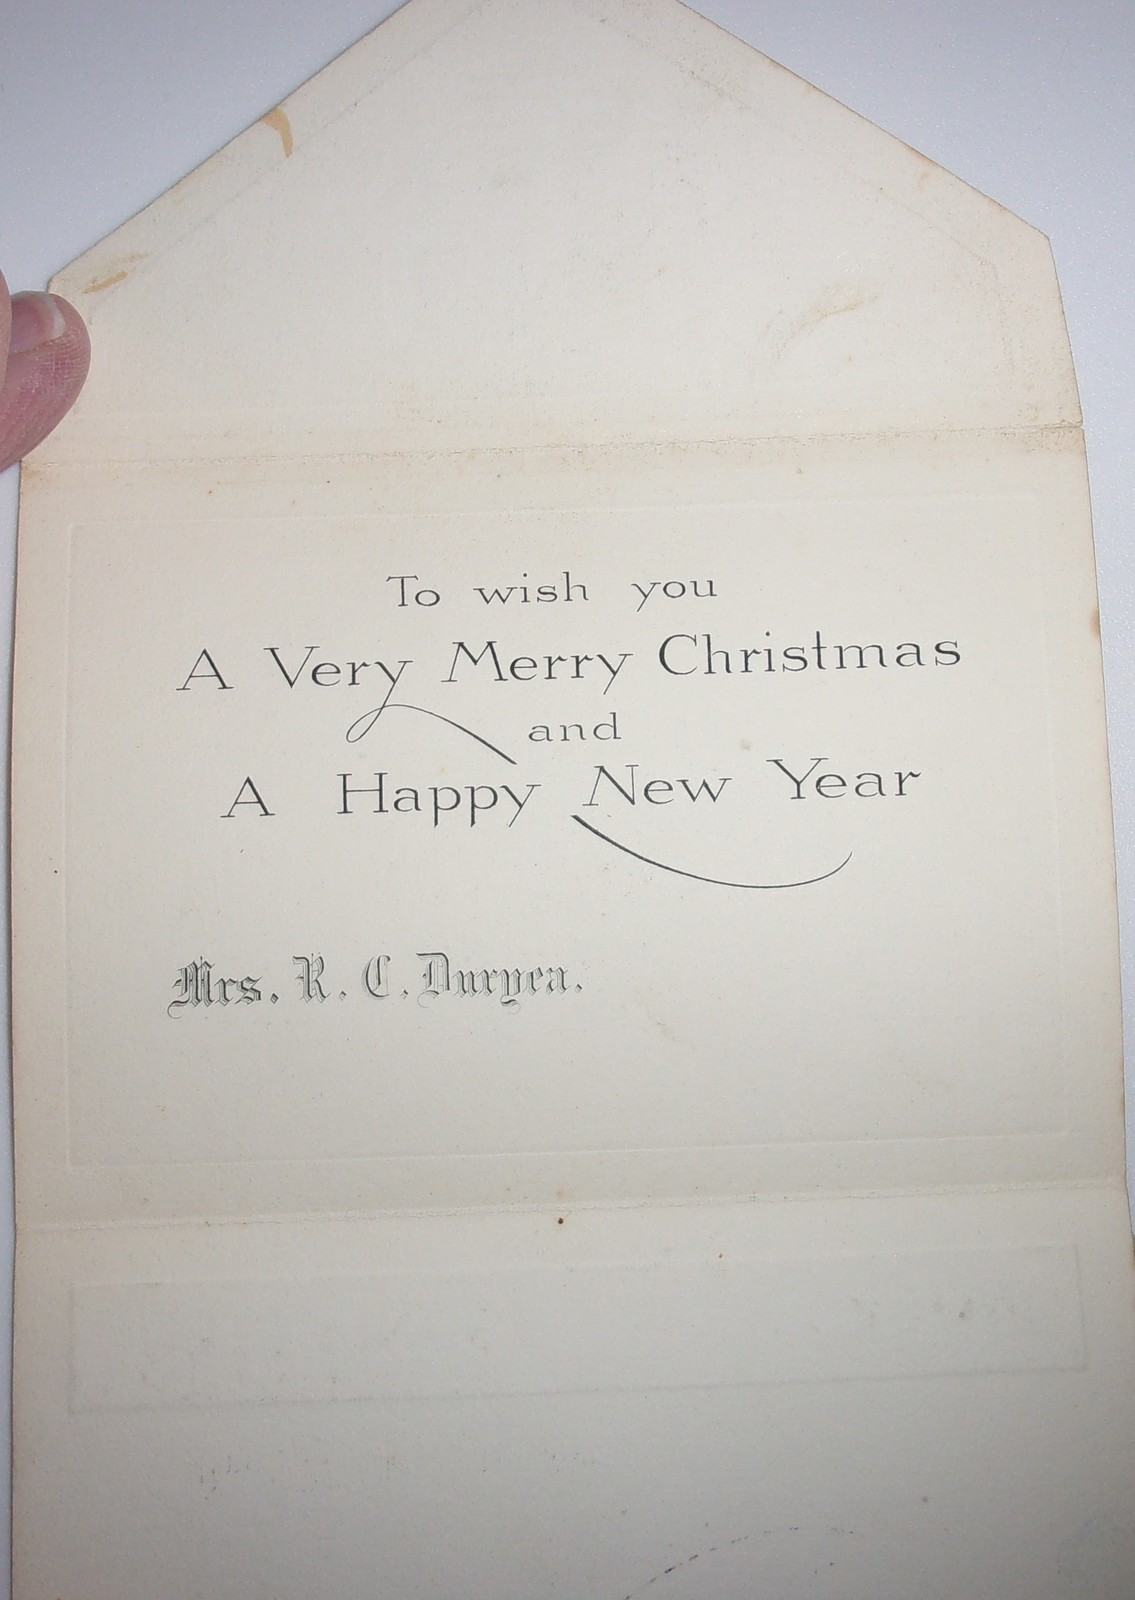 To wish you
A Very Merry Christmas
and
A Happy New Year
Mrs. R. C. Duryea.